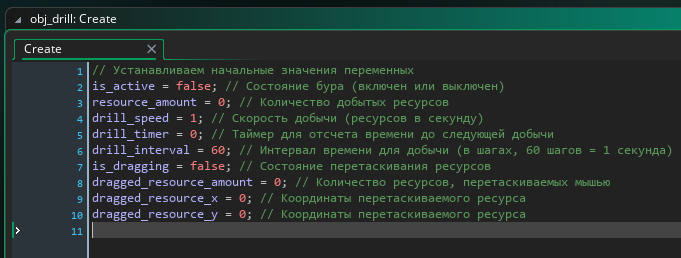 obj_drill: Create
Create
1 // Устанавливаем начальные значения переменных
2 is_active = false; // Состояние бура (включен или выключен)
3 resource_amount = 0; // Количество добытых ресурсов
4 drill_speed = 1; // Скорость добычи (ресурсов в секунду)
5 drill_timer = 0; // Таймер для отсчета времени до следующей добычи
6 drill_interval = 60; // Интервал времени для добычи (в шагах, 60 шагов = 1 секунда)
7 is_dragging = false; // Состояние перетаскивания ресурсов
8 dragged_resource_amount = 0; // Количество ресурсов, перетаскиваемых мышью
9 dragged_resource_x = 0; // Координаты перетаскиваемого ресурса
10 dragged_resource_y = 0; // Координаты перетаскиваемого ресурса
11